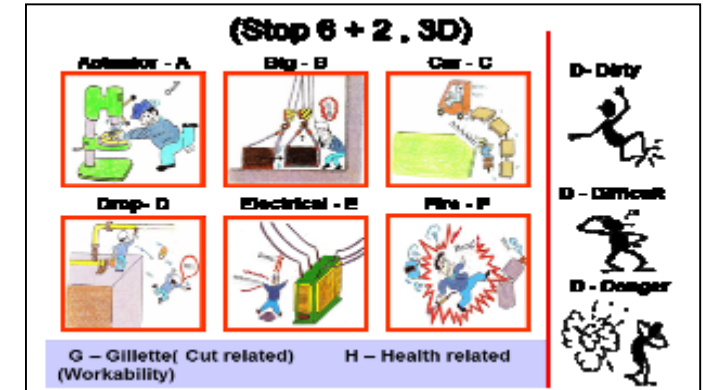 (Stop 6 + 2 , 3D)
Actuator - A
Big - B
Car - C
D- Dirty
Drop- D
Electrical - E
Fire - F
D - Difficult
D - Danger
G – Gillette( Cut related)
H – Health related
(Workability)